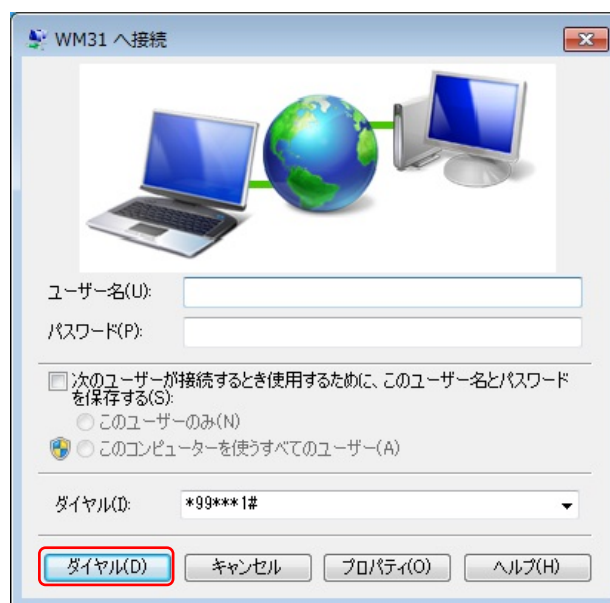 WM31 へ接続
ユーザー名(U):
パスワード(P):
次のユーザーが接続するとき使用するために、このユーザー名とパスワード
を保存する(S):
このユーザーのみ(N)
このコンピューターを使うすべてのユーザー(A)
ダイヤル(I): *99***1#
ダイヤル(D) キャンセル プロパティ(O) ヘルプ(H)